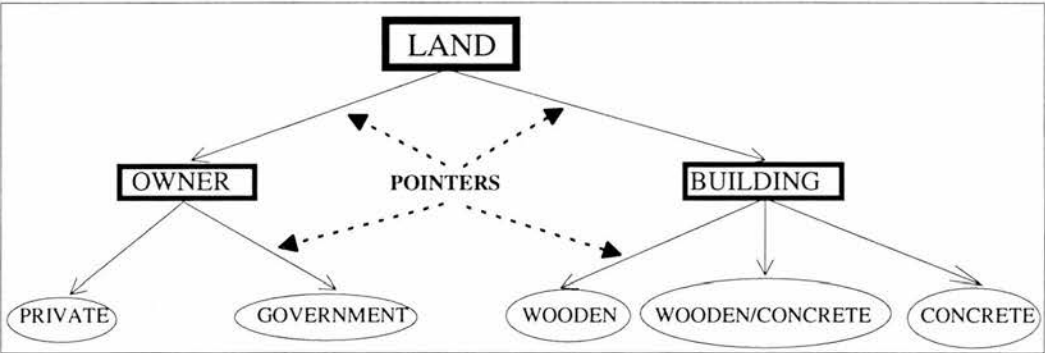 LAND
OWNER
POINTERS
BUILDING
PRIVATE
GOVERNMENT
WOODEN
WOODEN/CONCRETE
CONCRETE